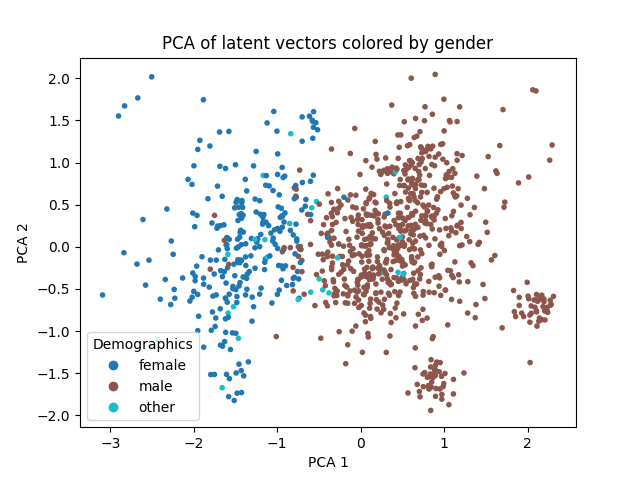 PCA of latent vectors colored by gender
2.0
1.5
1.0
0.5
0.0
−0.5
−1.0
−1.5
−2.0
PCA 2
Demographics
female
male
other
−3 −2 −1 0 1 2
PCA 1